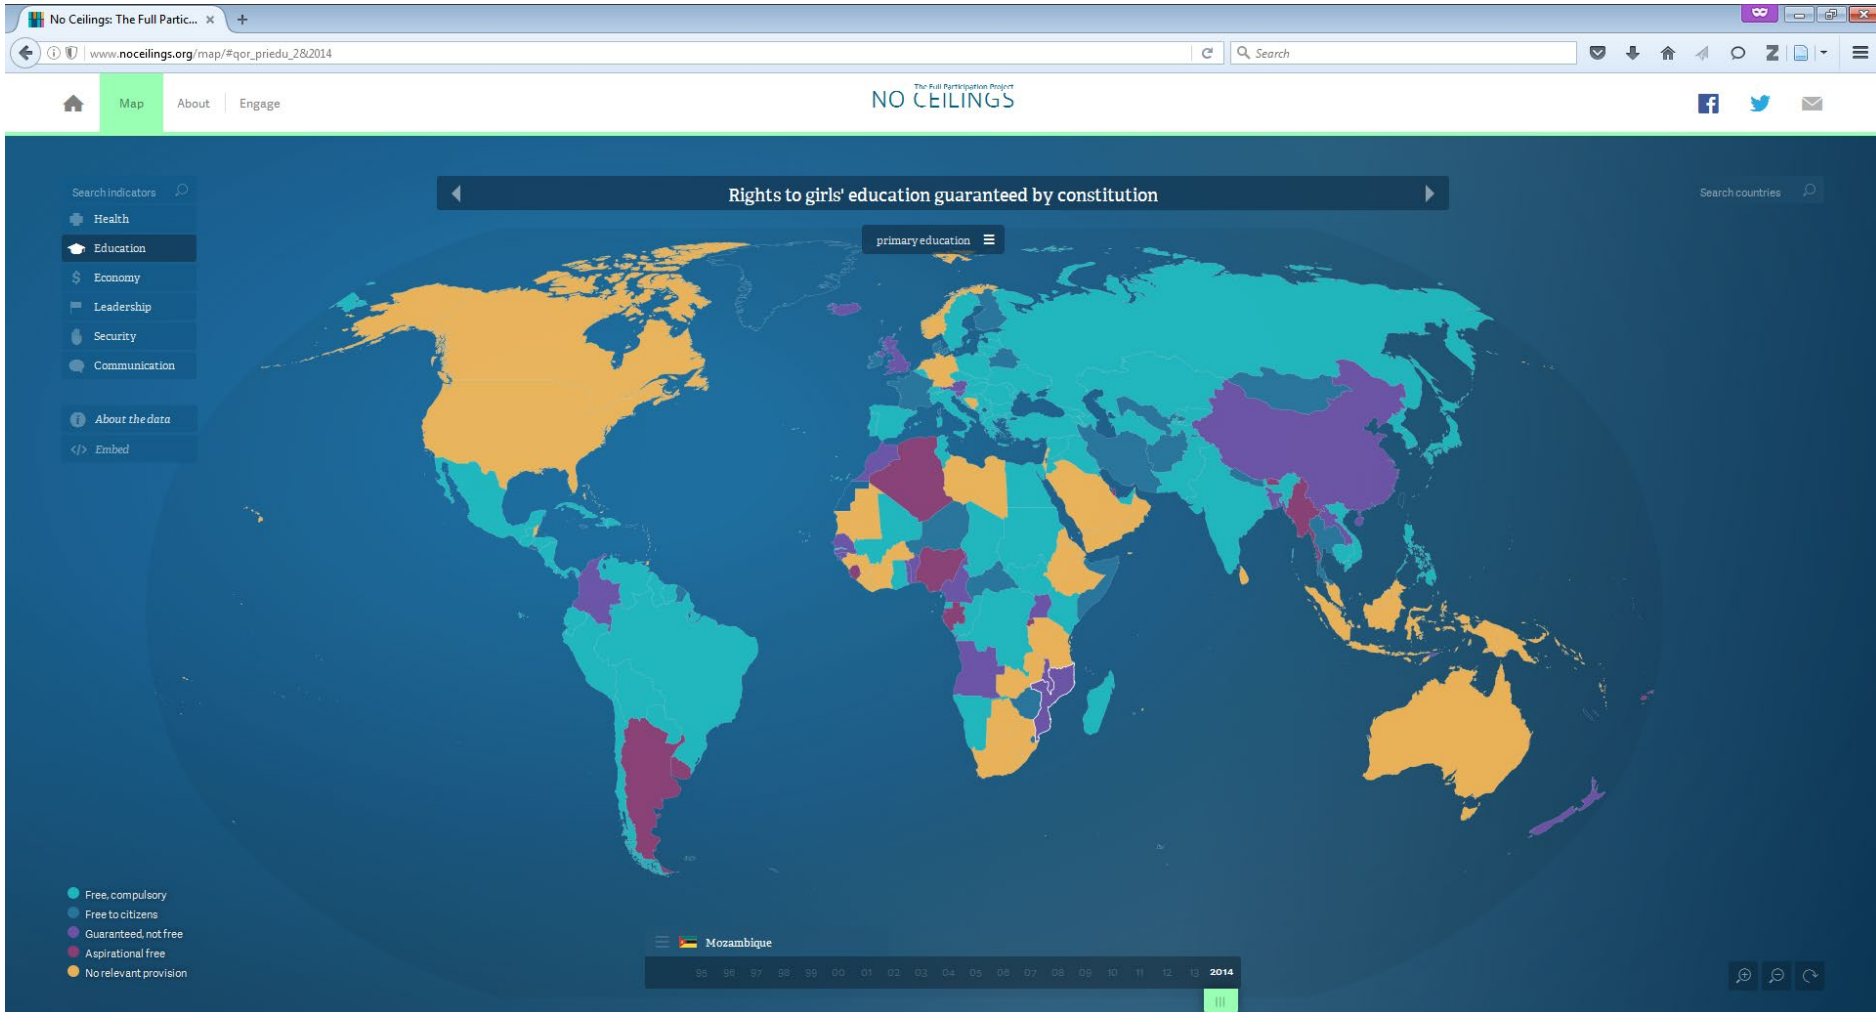 No Ceilings: The Full Partic... × +
www.noceilings.org/map/#qor_priedu_2&2014
Search
Map About Engage
The Full Participation Project
NO CEILINGS
Search indicators
Health
Education
Economy
Leadership
Security
Communication
About the data
</> Embed
Rights to girls' education guaranteed by constitution
primary education
Search countries
Free, compulsory
Free to citizens
Guaranteed, not free
Aspirational free
No relevant provision
Mozambique
95 96 97 98 99 00 01 02 03 04 05 06 07 08 09 10 11 12 13 2014